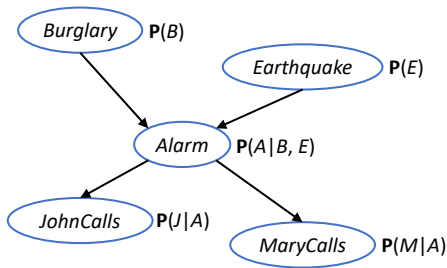 Burglary P(B)
Earthquake P(E)
Alarm P(A|B, E)
JohnCalls P(J|A)
MaryCalls P(M|A)